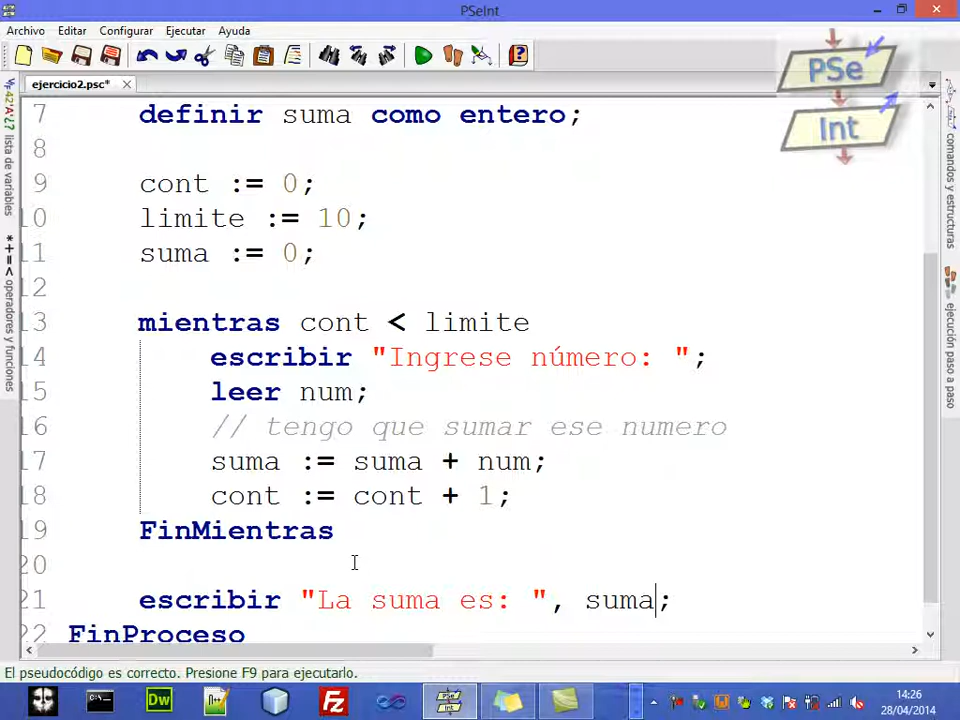 PSeInt
Archivo Editar Configurar Ejecutar Ayuda
PSe
Int
ejercicio2.psc*
lista de variables
operadores y funciones
comandos y estructuras
ejecución paso a paso
7 definir suma como entero;
8
9 cont := 0;
10 limite := 10;
11 suma := 0;
12
13 mientras cont < limite
14 escribir "Ingrese número: ";
15 leer num;
16 // tengo que sumar ese numero
17 suma := suma + num;
18 cont := cont + 1;
19 FinMientras
20
21 escribir "La suma es: ", suma;
22 FinProceso
El pseudocódigo es correcto. Presione F9 para ejecutarlo.
14:26
28/04/2014